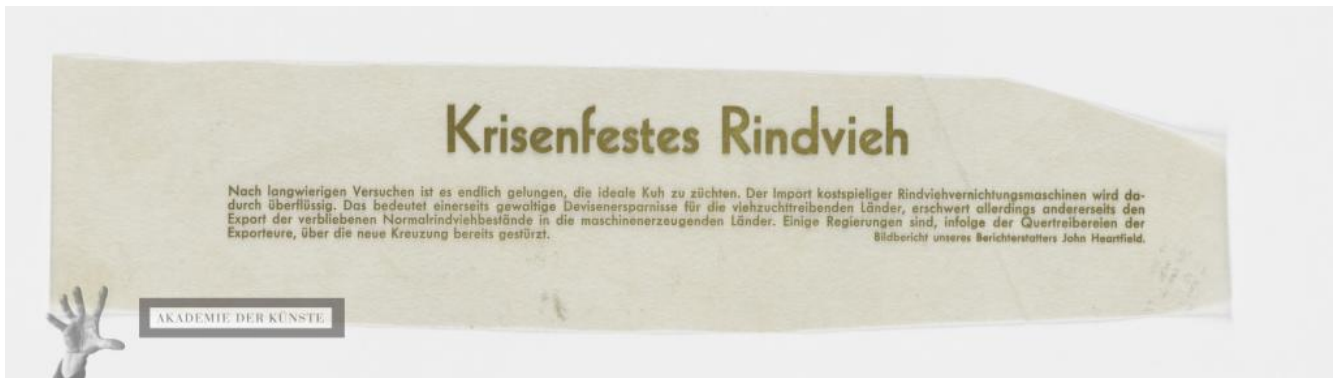 Krisenfestes Rindvieh
Nach langwierigen Versuchen ist es endlich gelungen, die ideale Kuh zu züchten. Der Import kostspieliger Rindviehvernichtungsmaschinen wird da-
durch überflüssig. Das bedeutet einerseits gewaltige Devisenersparnisse für die viehzuchttreibenden Länder, erschwert allerdings andererseits den
Export der verbliebenen Normalrindviehbestände in die maschinenerzeugenden Länder. Einige Regierungen sind, infolge der Quertreibereien der
Exporteure, über die neue Kreuzung bereits gestürzt.
Bildbericht unseres Berichterstatters John Heartfield.
AKADEMIE DER KÜNSTE